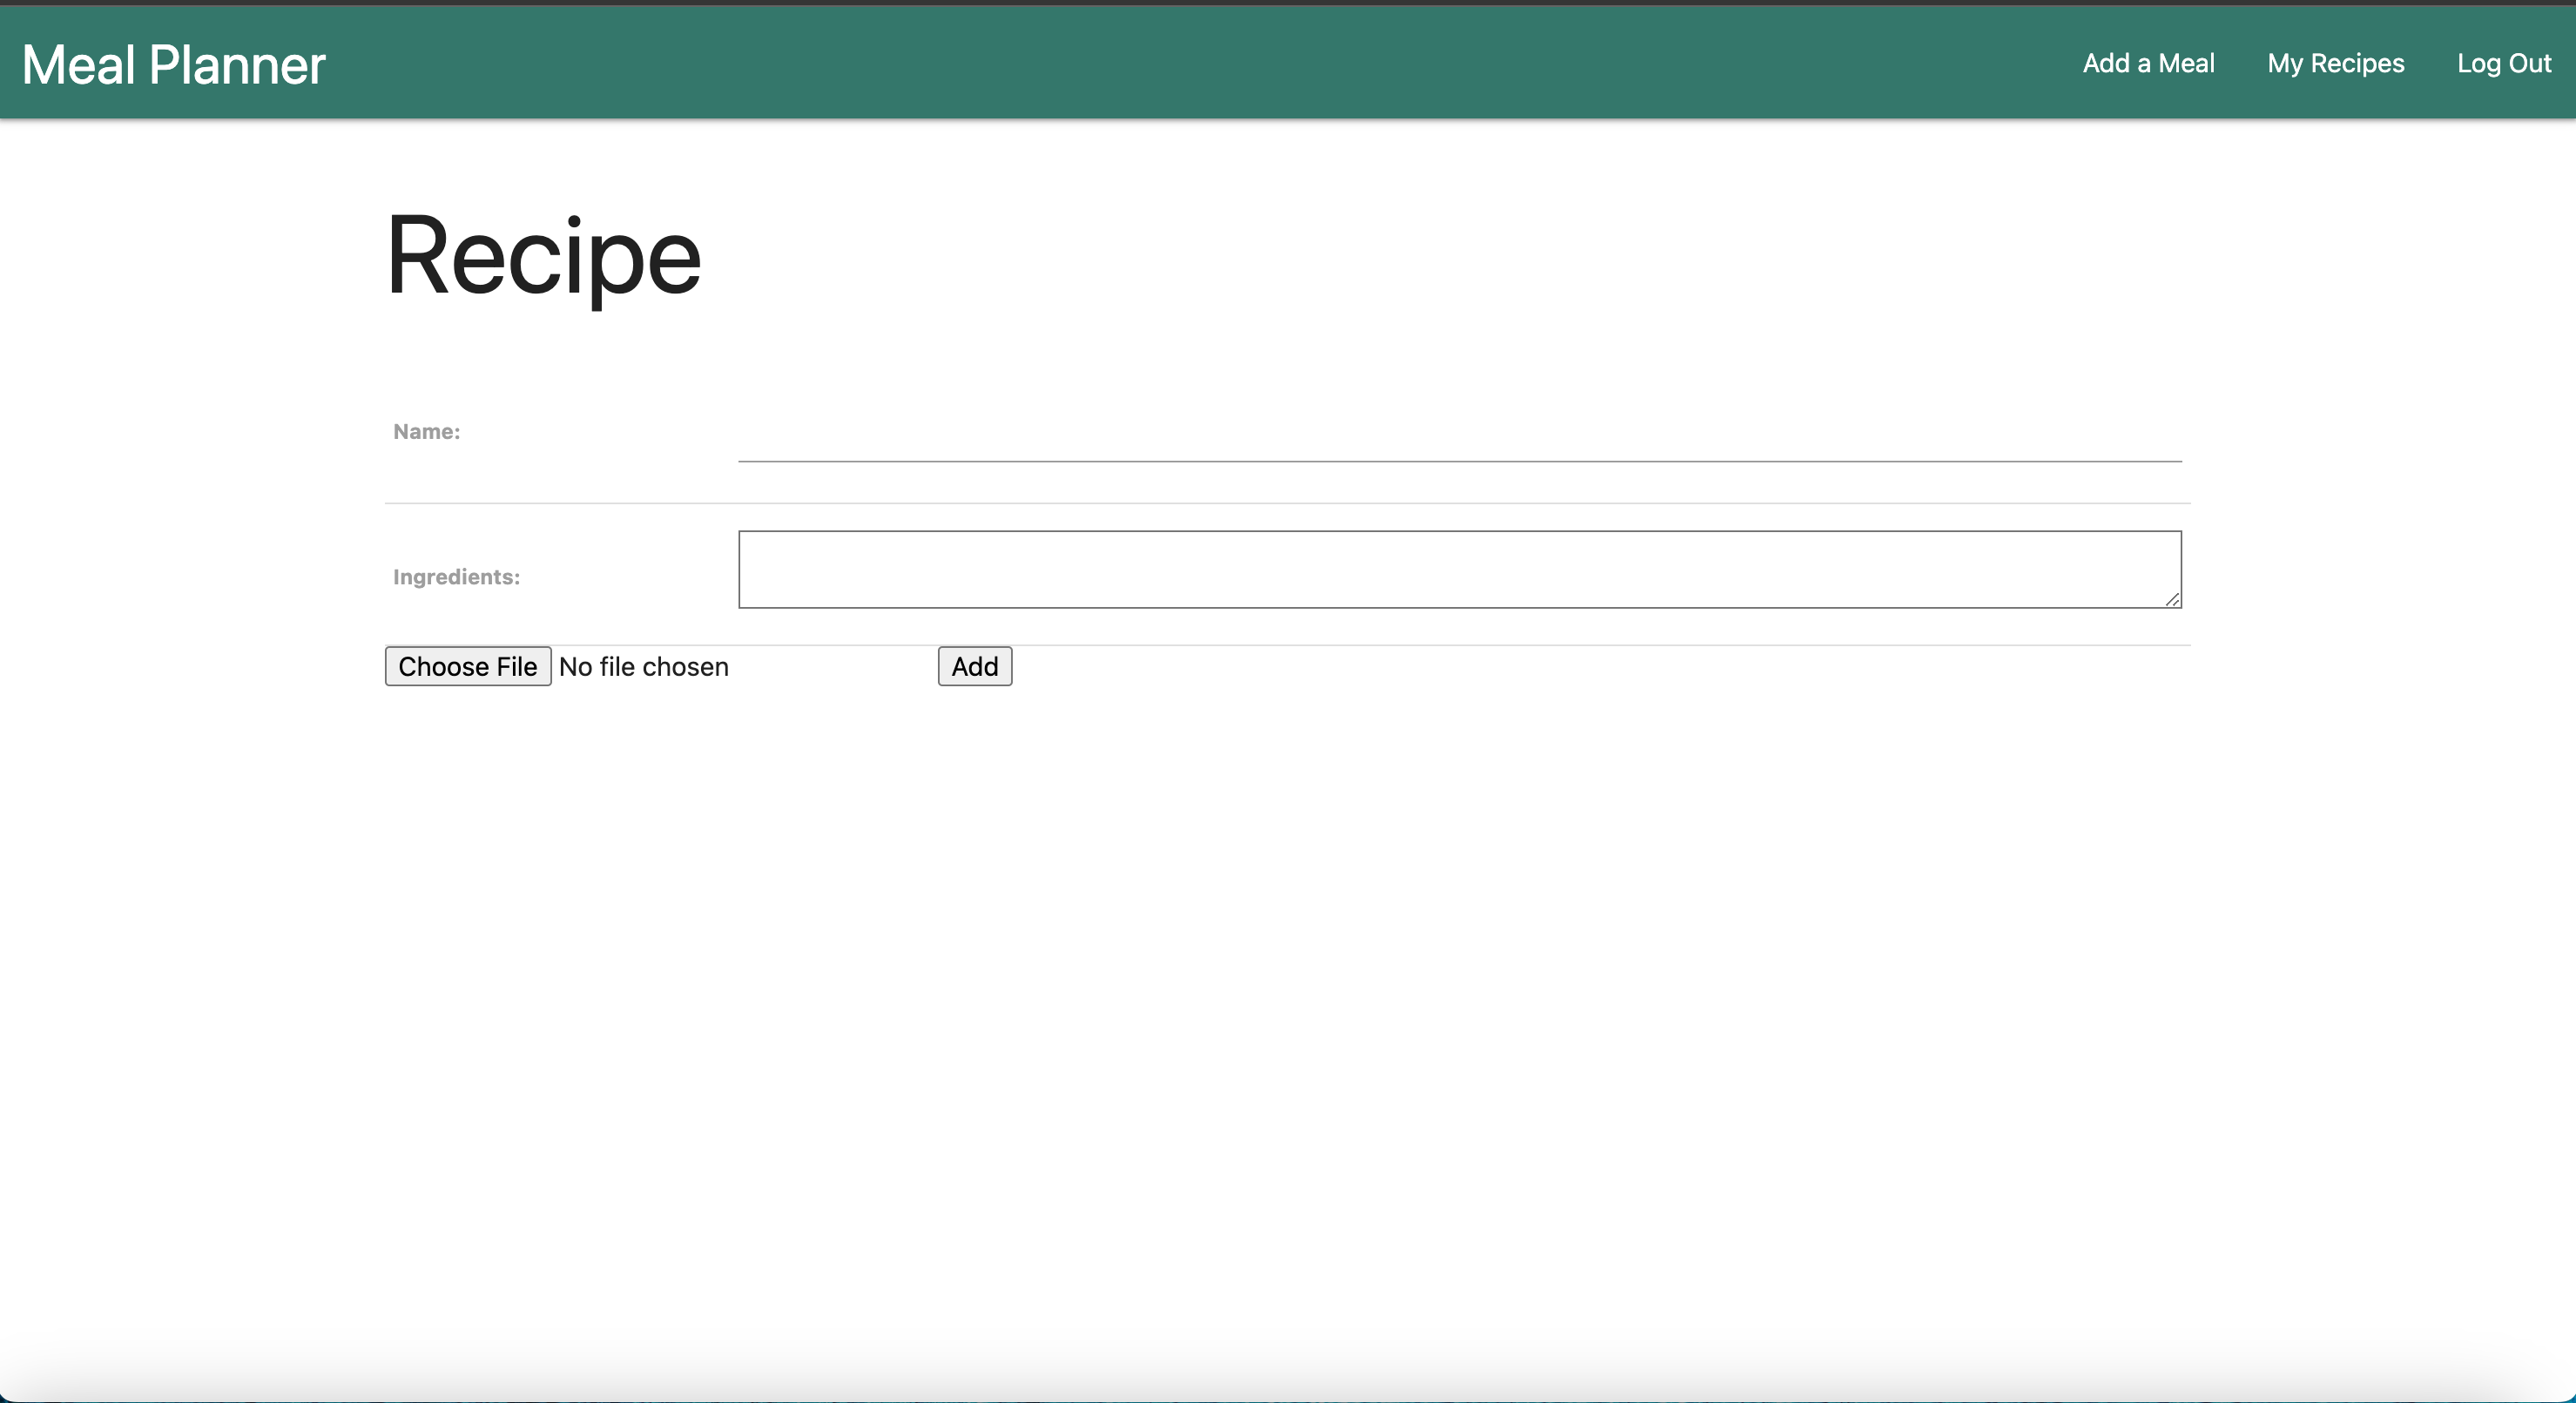 Meal Planner
Add a Meal My Recipes Log Out
Recipe
Name:
Ingredients:
Choose File No file chosen Add